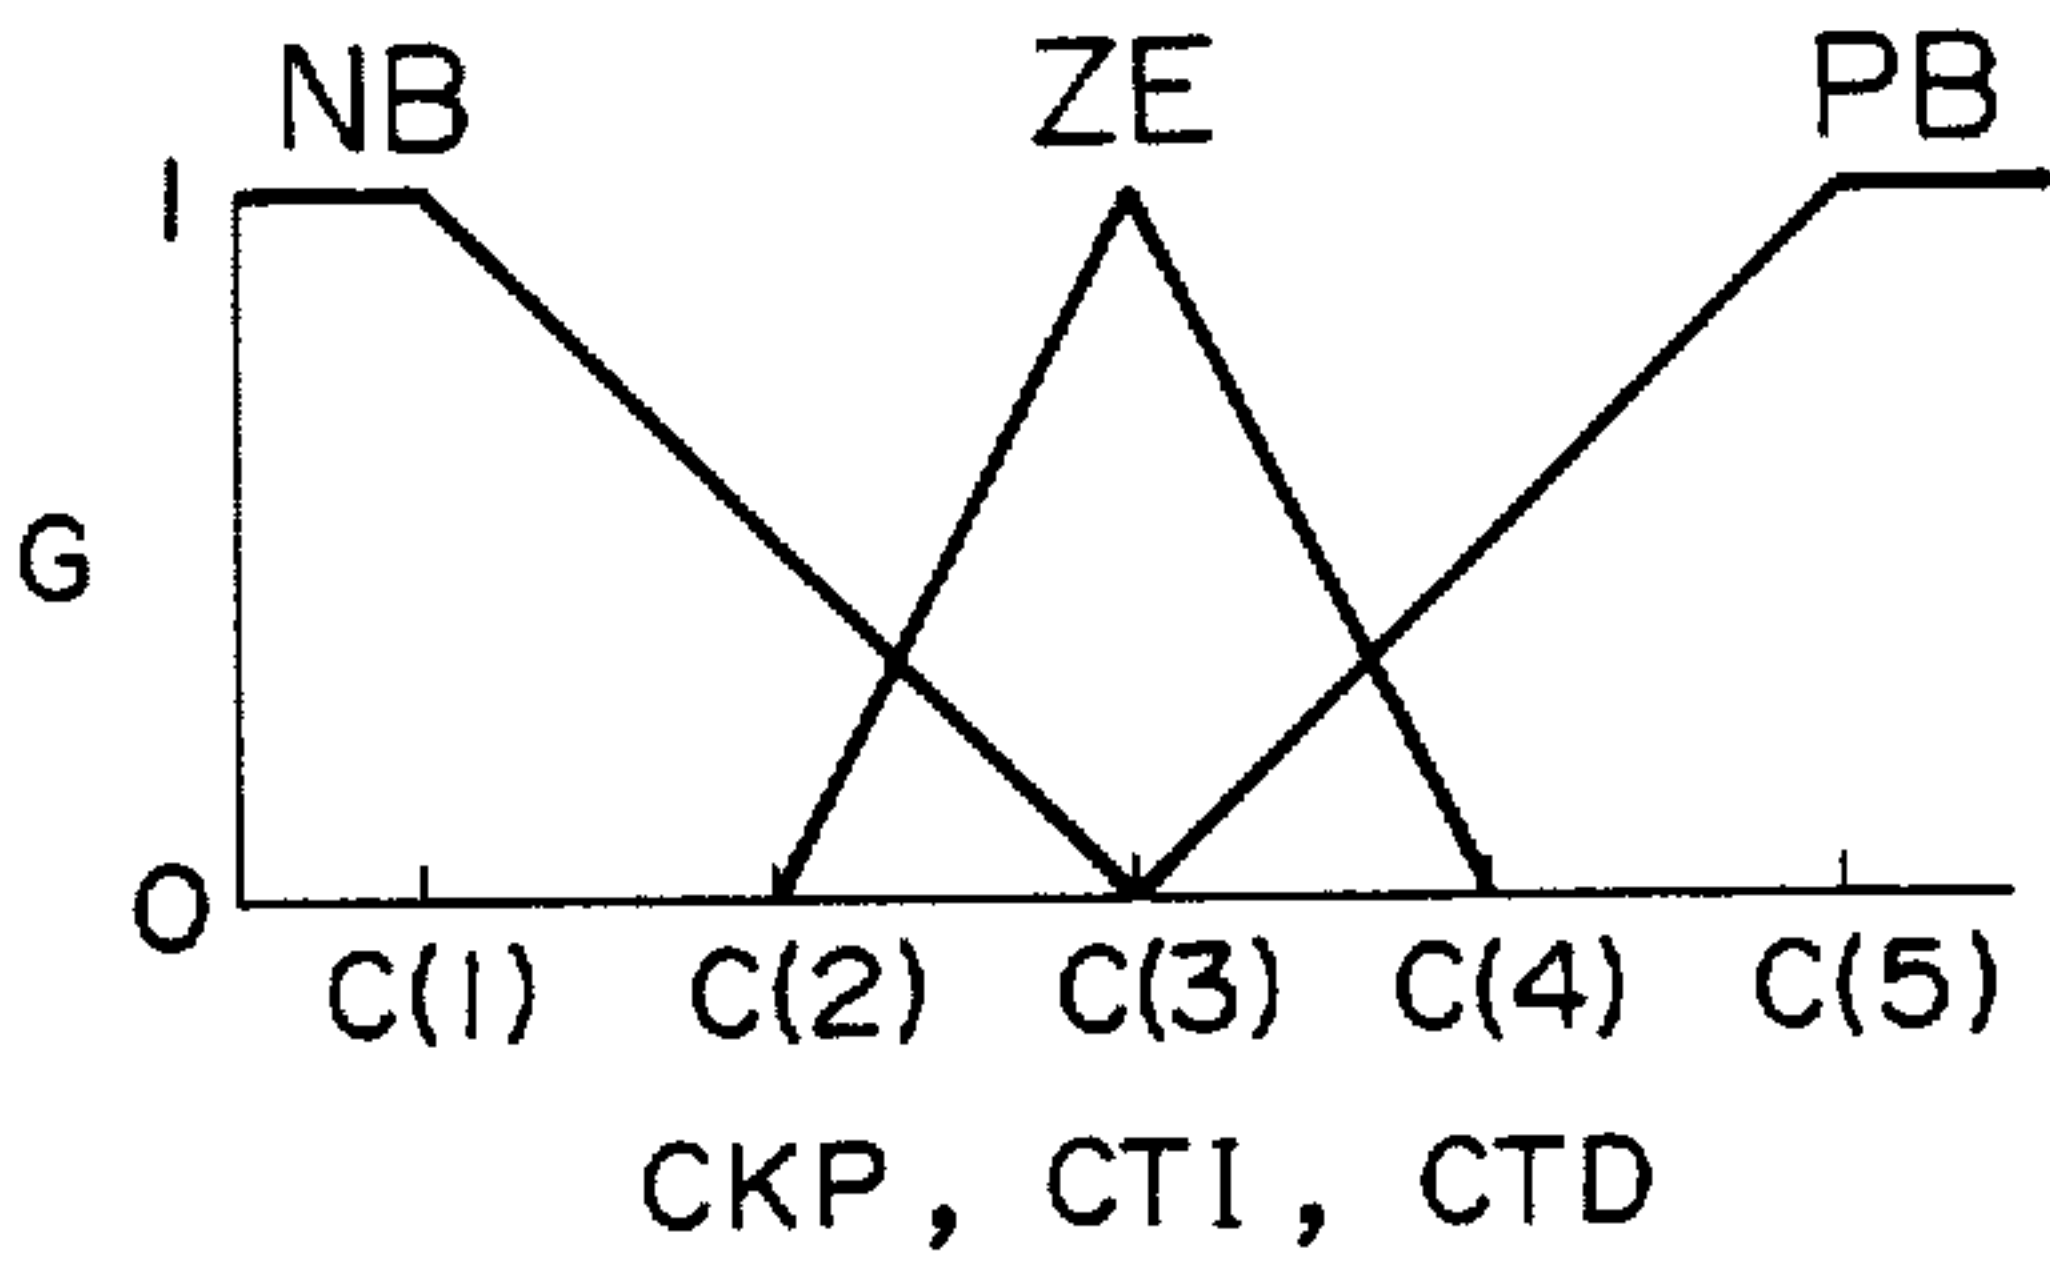 NB ZE PB
1
G
0
C(1) C(2) C(3) C(4) C(5)
CKP, CTI, CTD